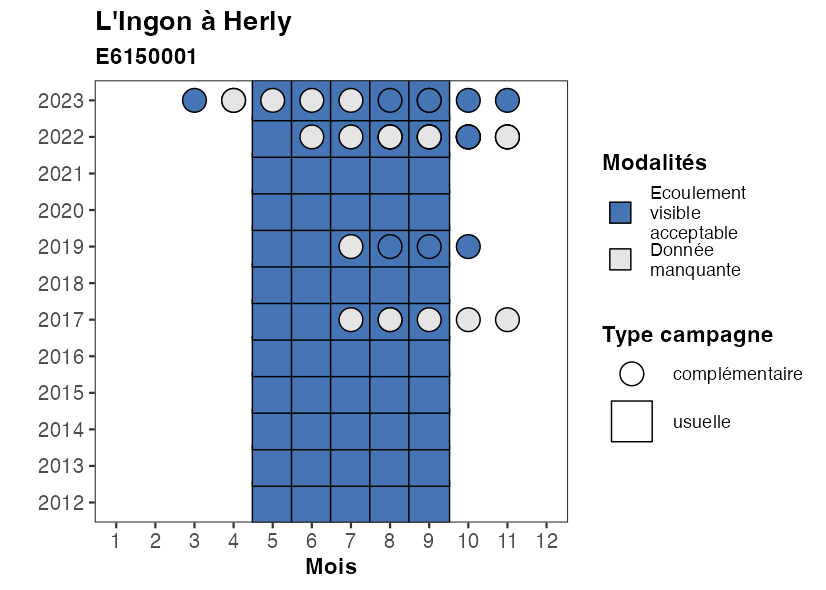 L'Ingon à Herly
E6150001
2023
2022
2021
2020
2019
2018
2017
2016
2015
2014
2013
2012
1 2 3 4 5 6 7 8 9 10 11 12
Mois
Modalités
Ecoulement
visible
acceptable
Donnée
manquante
Type campagne
complémentaire
usuelle